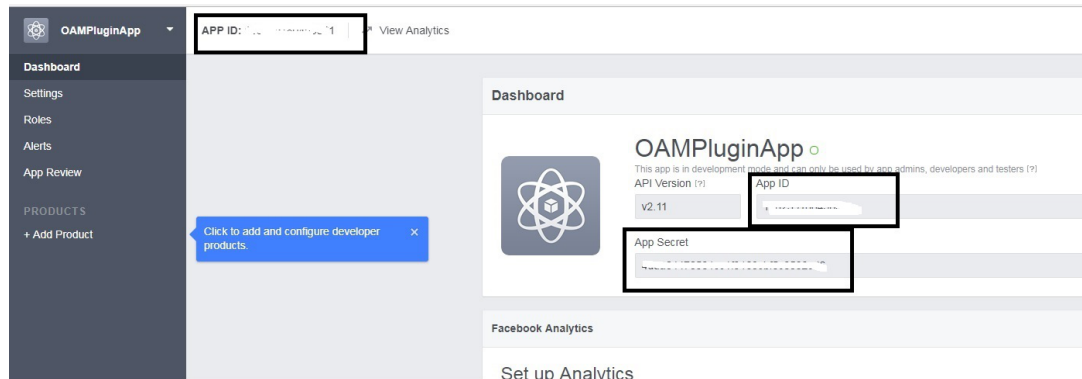 OAMPluginApp
APP ID:
View Analytics
Dashboard
Settings
Roles
Alerts
App Review
PRODUCTS
+ Add Product
Click to add and configure developer
products.
×
Dashboard
OAMPluginApp
This app is in development mode and can only be used by app admins, developers and testers [?]
API Version [?]
App ID
v2.11
App Secret
Facebook Analytics
Set up Analytics